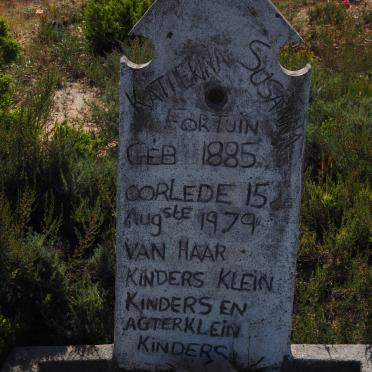 KATHERINA SUSANNA
FORTUIN
GEB 1885
OORLEDE 15
Augste 1979
VAN HAAR
KINDERS KLEIN
KINDERS EN
AGTERKLEIN
KINDERS